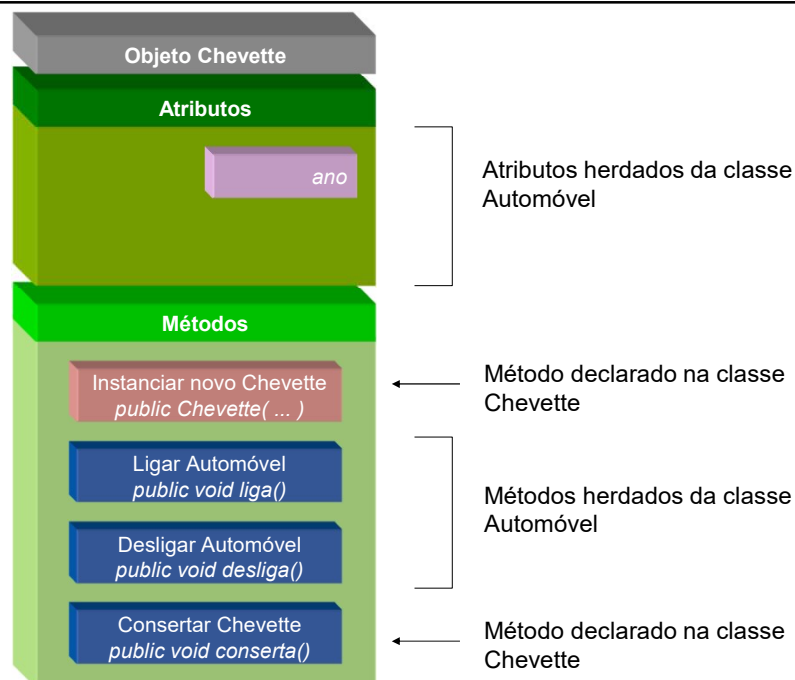 Objeto Chevette
Atributos
ano
Atributos herdados da classe
Automóvel
Métodos
Instanciar novo Chevette
public Chevette( ... )
Método declarado na classe
Chevette
Ligar Automóvel
public void liga()
Desligar Automóvel
public void desliga()
Métodos herdados da classe
Automóvel
Consertar Chevette
public void conserta()
Método declarado na classe
Chevette